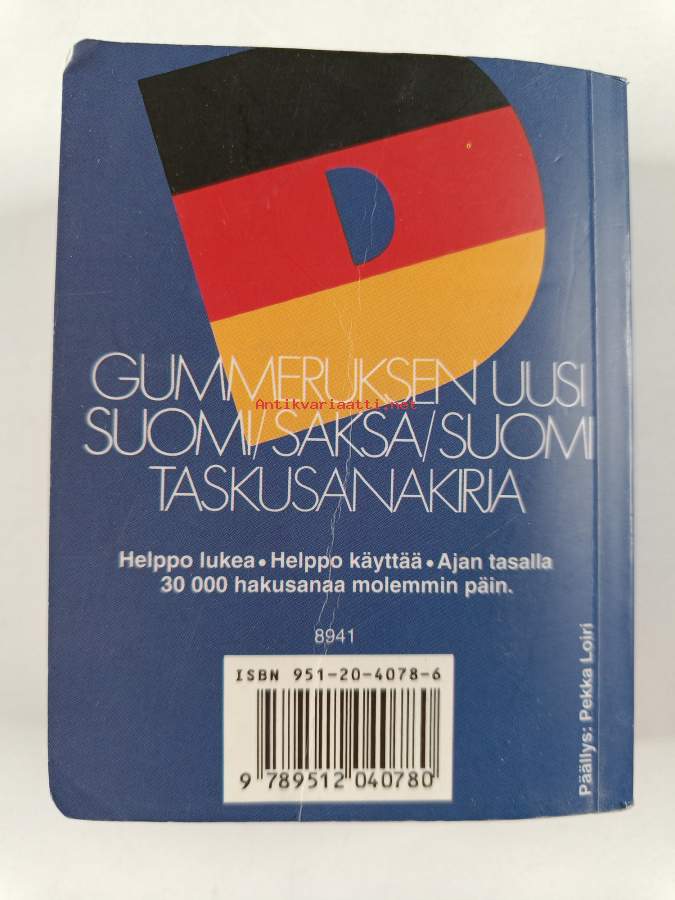 D
GUMMERUKSEN UUSI
Antikvariaatti.net
SUOMI/SAKSA/SUOMI
TASKUSANAKIRJA
Helppo lukea • Helppo käyttää • Ajan tasalla
30 000 hakusanaa molemmin päin.
8941
ISBN 951-20-4078-6
9 789512 040780
Päällys: Pekka Loiri